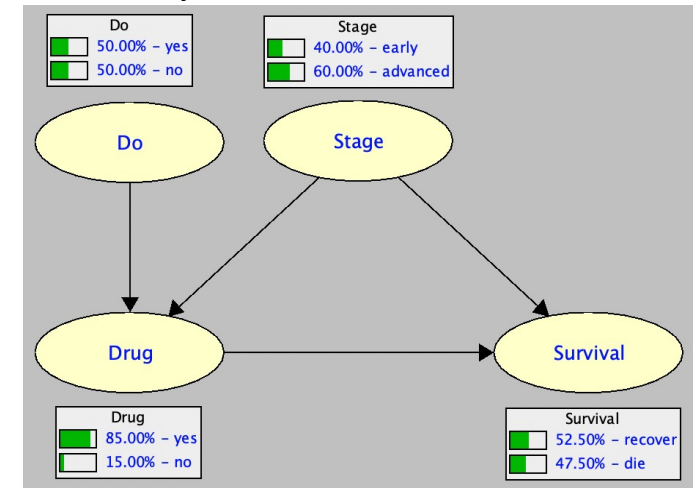 Do
50.00% – yes
50.00% – no
Stage
40.00% – early
60.00% – advanced
Do
Stage
Drug
Survival
Drug
85.00% – yes
15.00% – no
Survival
52.50% – recover
47.50% – die